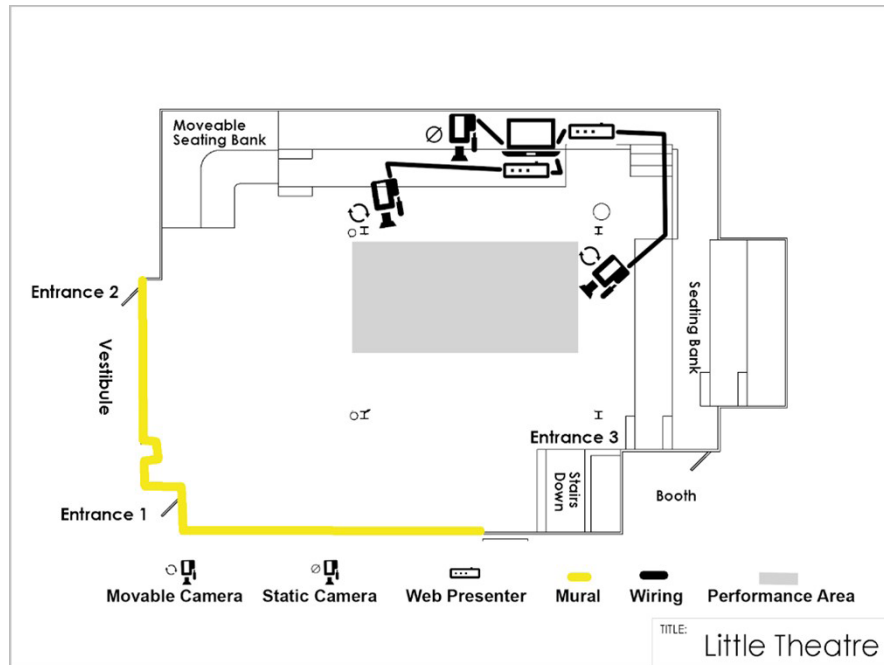 Moveable
Seating Bank
Entrance 2
Vestibule
Seating Bank
Entrance 3
Stairs
Down
Entrance 1
Booth
Movable Camera
Static Camera
Web Presenter
Mural
Wiring
Performance Area
TITLE:
Little Theatre